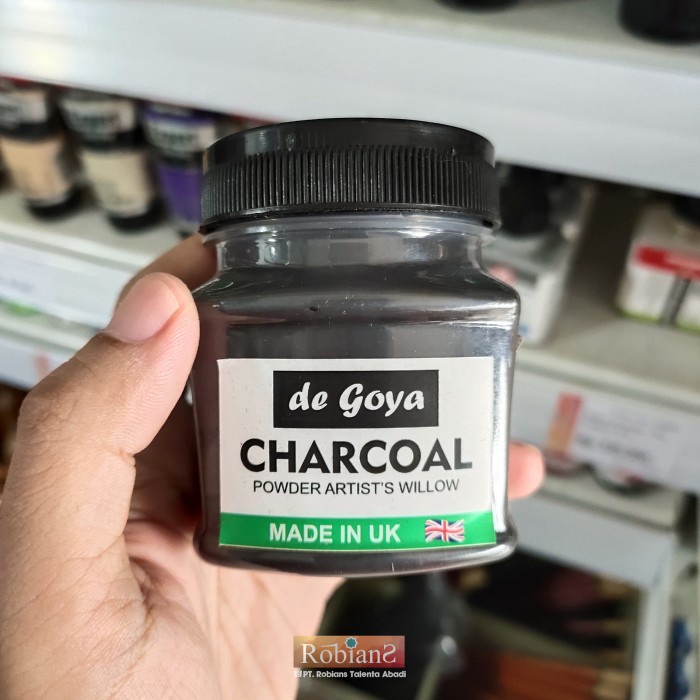 de Goya
CHARCOAL
POWDER ARTIST'S WILLOW
MADE IN UK
RobianS
PT. Robians Talenta Abadi